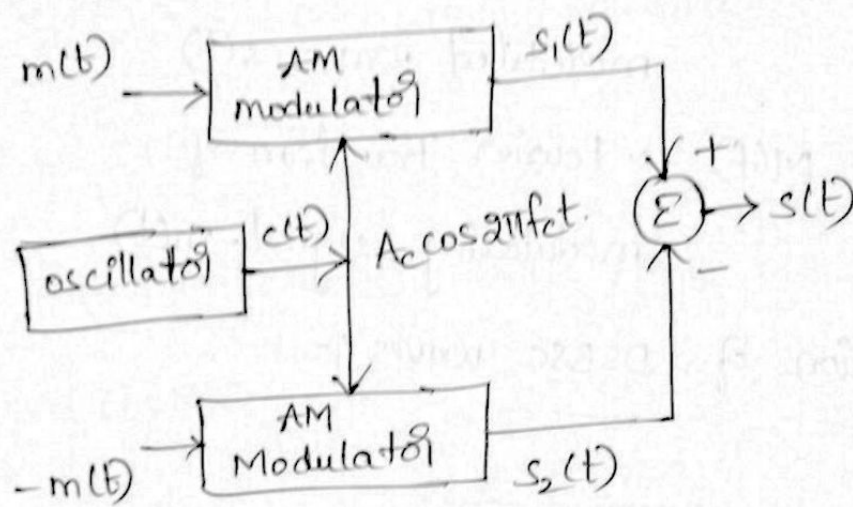 m(t)
AM
modulator
s₁(t)
+
Σ
s(t)
-
oscillator
c(t)
Ac cos2πfct.
AM
Modulator
-m(t)
s₂(t)